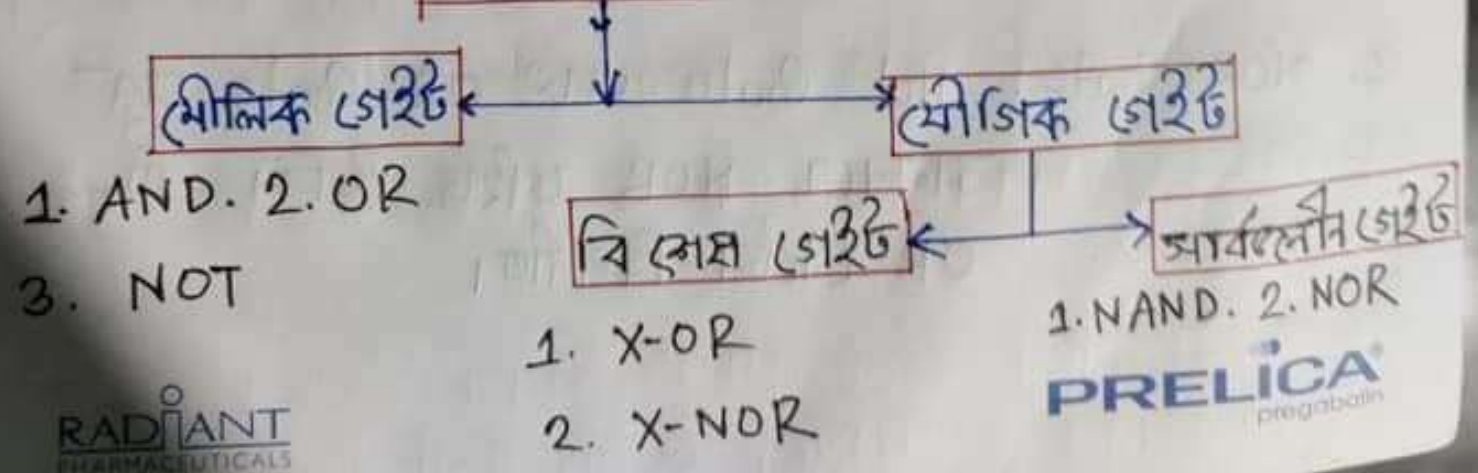 মৌলিক গেইট
যৌগিক গেইট
1. AND. 2. OR
3. NOT
বিশেষ গেইট
সার্বজনীন গেইট
1. X-OR
2. X-NOR
1. NAND. 2. NOR
RADIANT
PHARMACEUTICALS
PRELICA
pregabalin